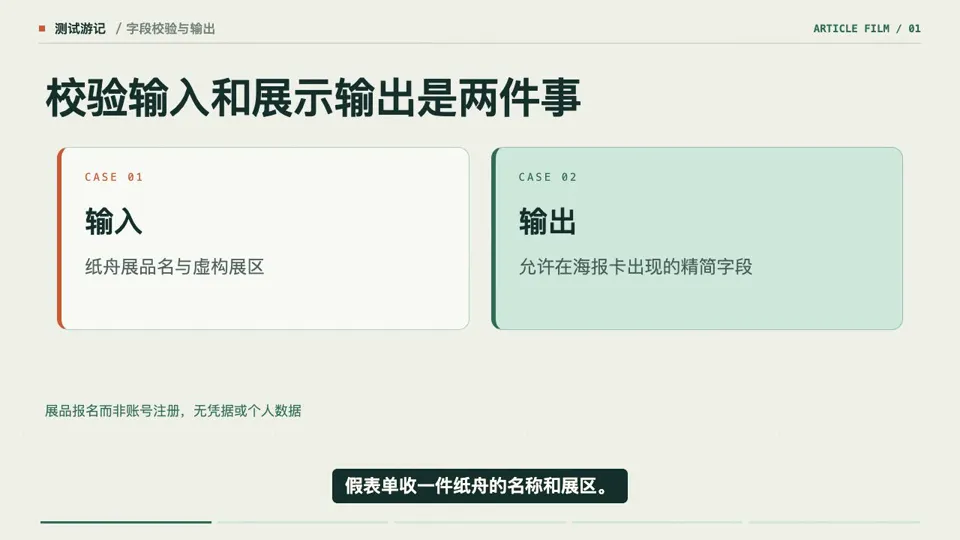 测试游记 / 字段校验与输出
ARTICLE FILM / 01
校验输入和展示输出是两件事
CASE 01
输入
纸舟展品名与虚构展区
CASE 02
输出
允许在海报卡出现的精简字段
展品报名而非账号注册，无凭据或个人数据
假表单收一件纸舟的名称和展区。